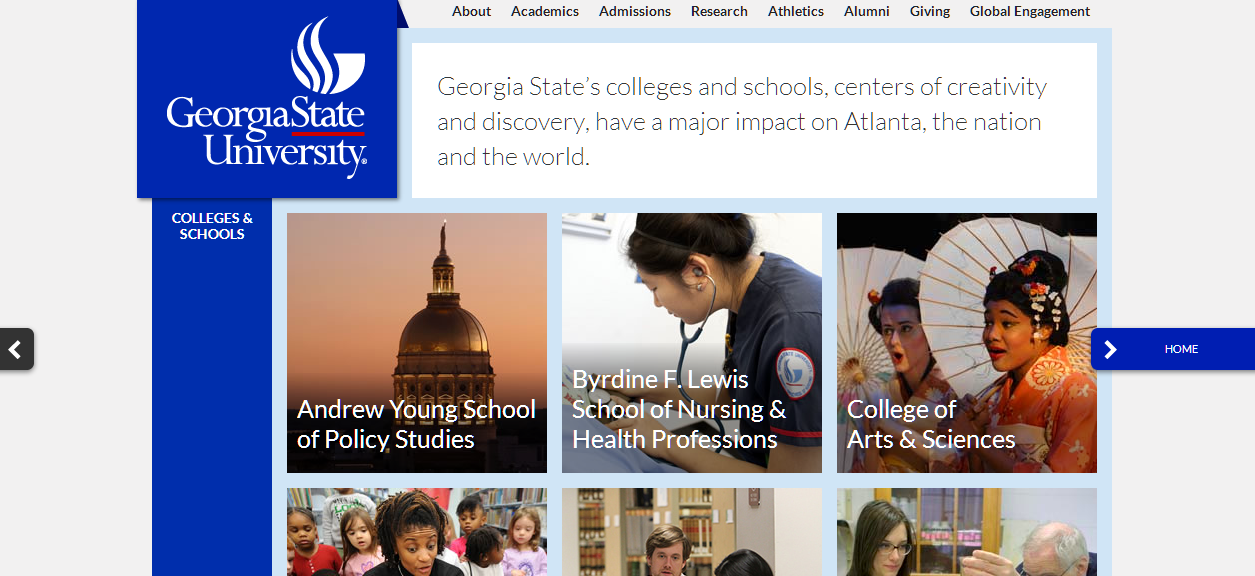 About Academics Admissions Research Athletics Alumni Giving Global Engagement
GeorgiaState
University®
Georgia State’s colleges and schools, centers of creativity
and discovery, have a major impact on Atlanta, the nation
and the world.
COLLEGES &
SCHOOLS
Andrew Young School
of Policy Studies
Byrdine F. Lewis
School of Nursing &
Health Professions
College of
Arts & Sciences
HOME